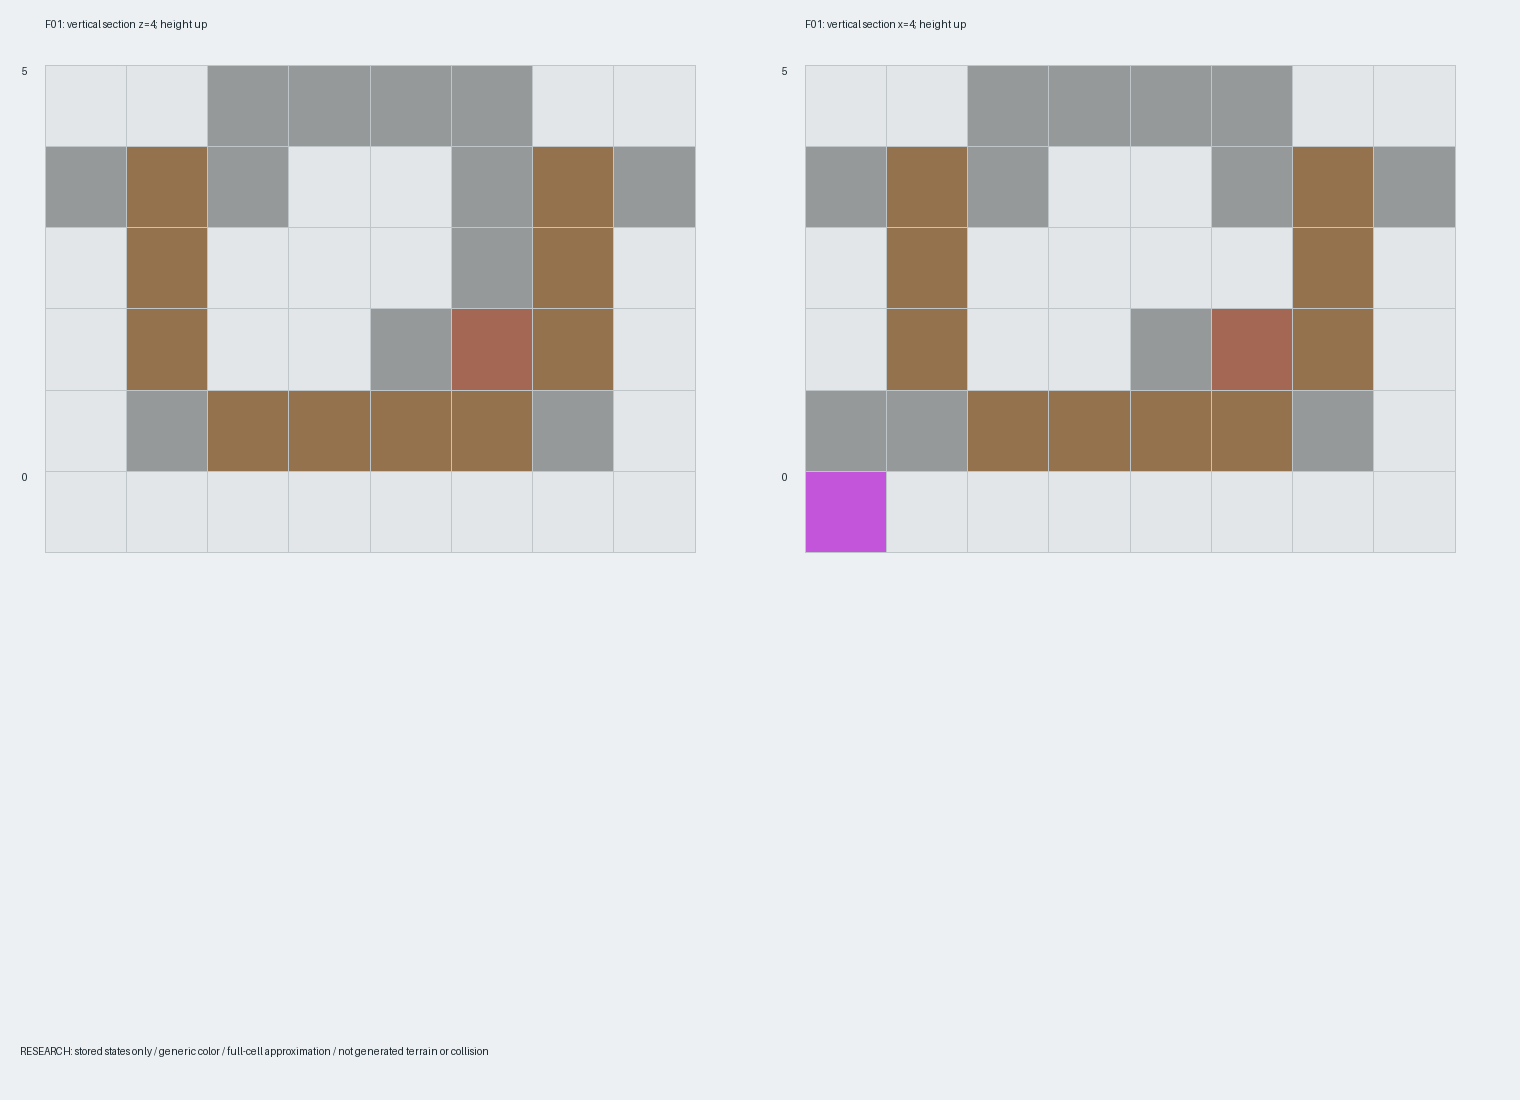 F01: vertical section z=4; height up
F01: vertical section x=4; height up
5
5
0
0
RESEARCH: stored states only / generic color / full-cell approximation / not generated terrain or collision